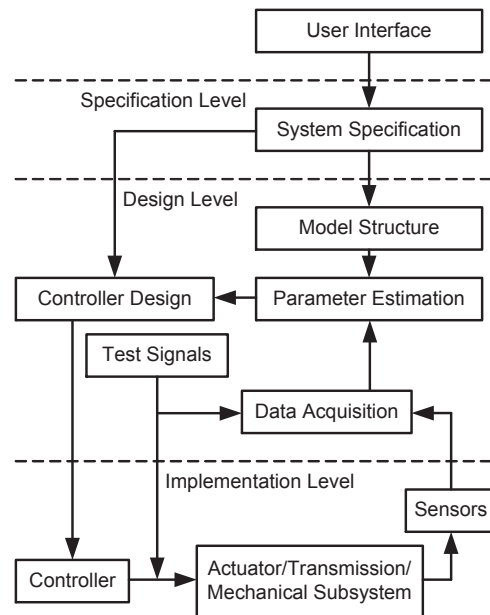 User Interface
Specification Level
System Specification
Design Level
Model Structure
Controller Design
Parameter Estimation
Test Signals
Data Acquisition
Implementation Level
Sensors
Controller
Actuator/Transmission/
Mechanical Subsystem